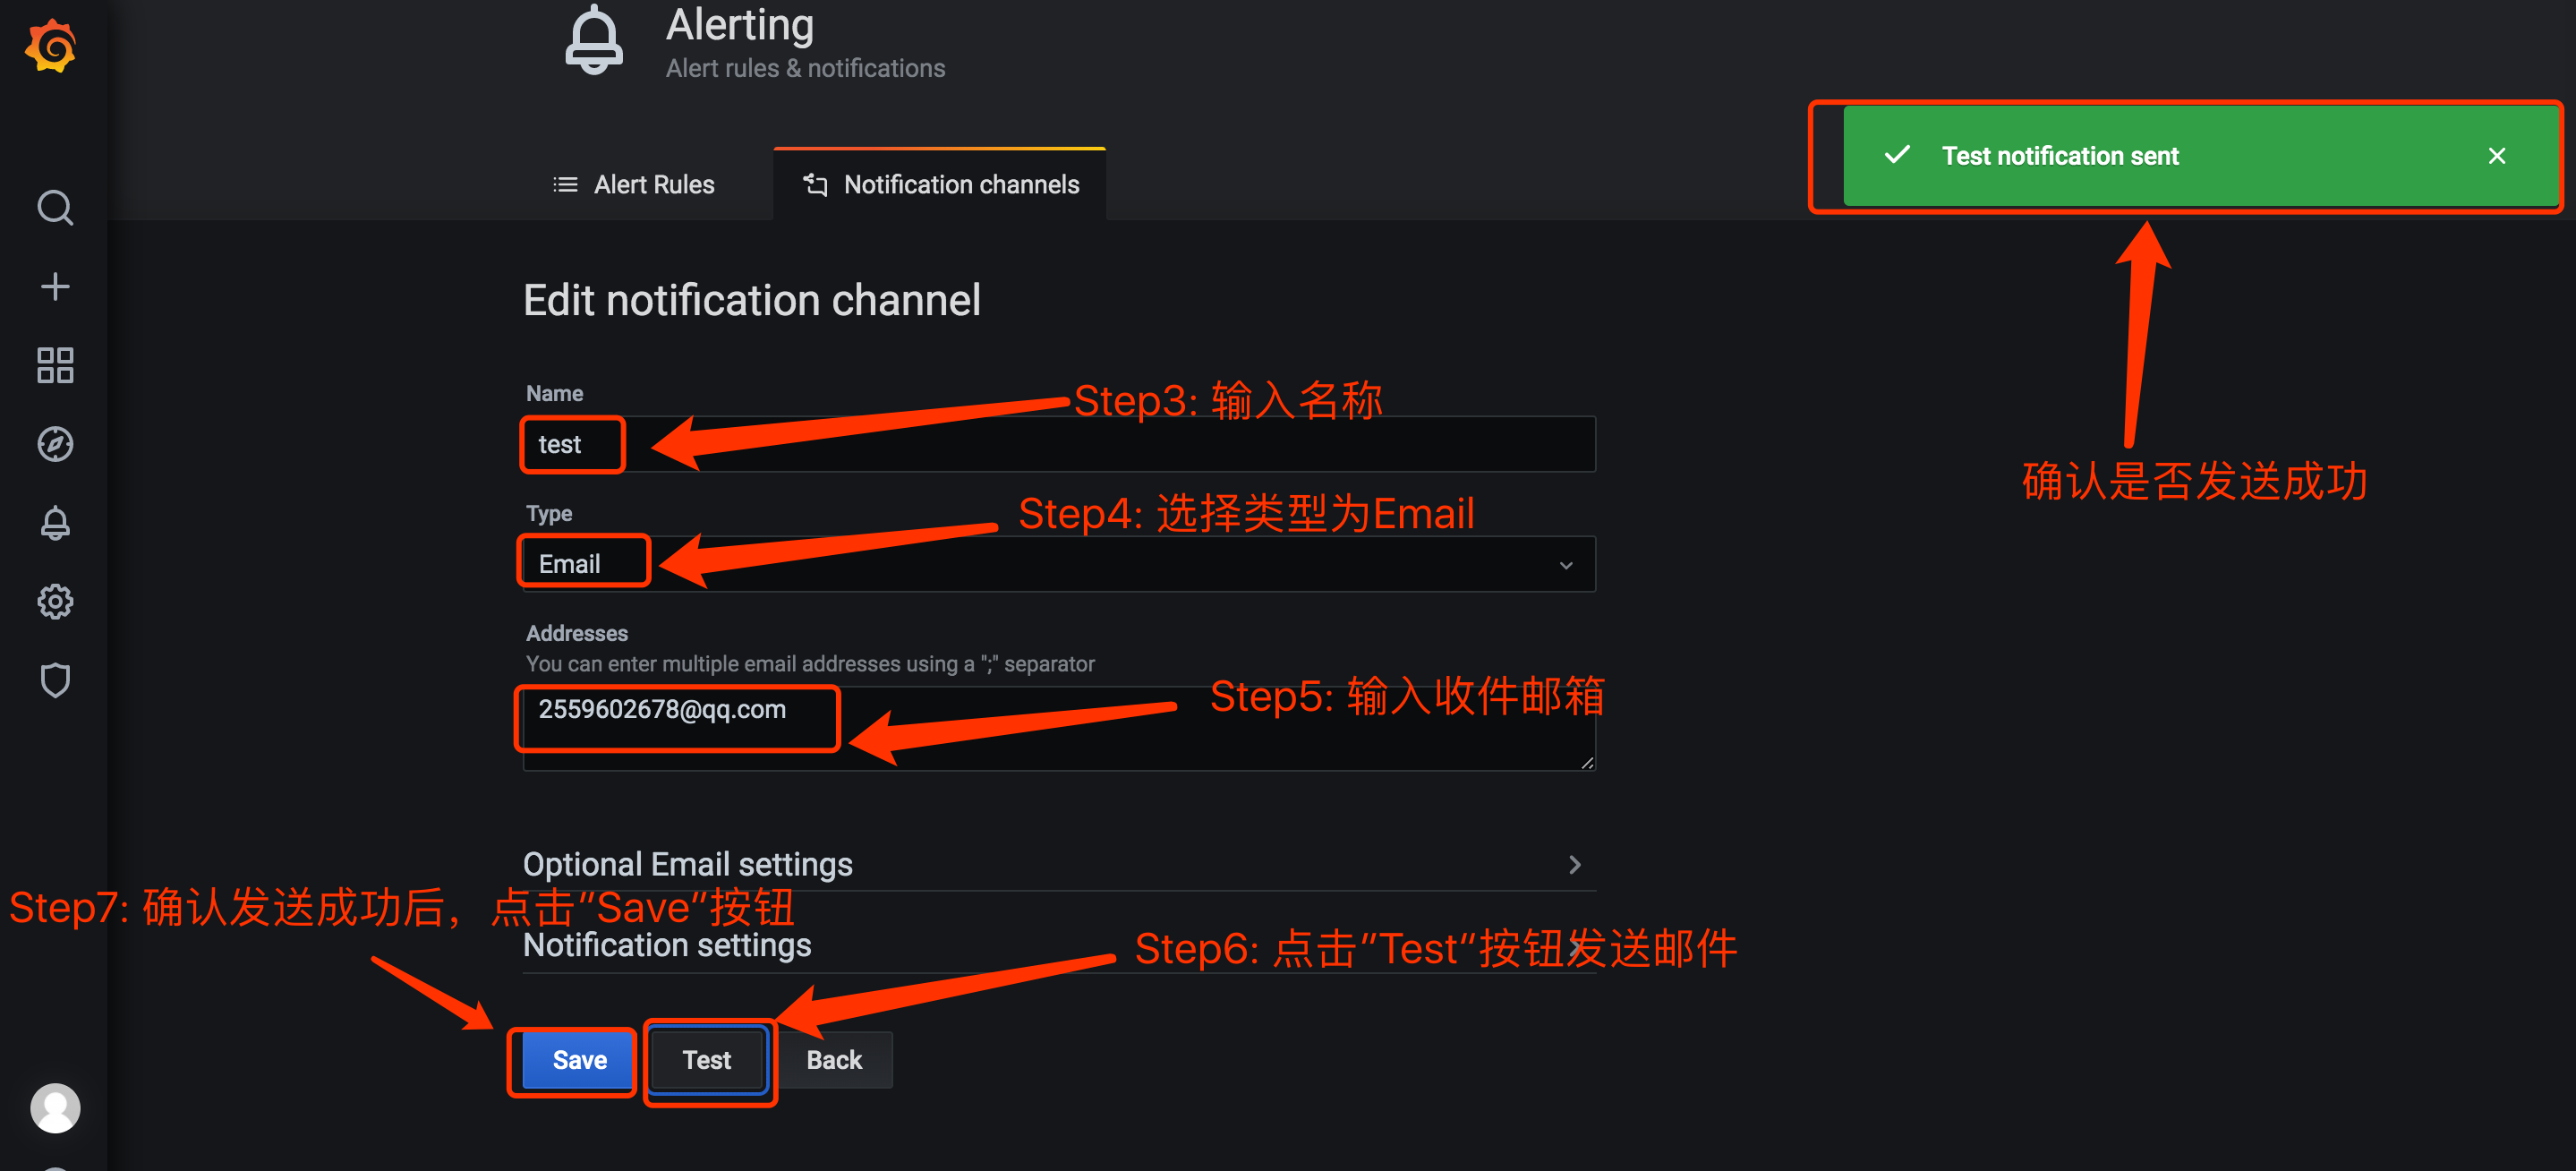 Alerting
Alert rules & notifications
Test notification sent
Alert Rules
Notification channels
确认是否发送成功
Edit notification channel
Name
Step3: 输入名称
test
Type
Step4: 选择类型为Email
Email
Addresses
You can enter multiple email addresses using a ";" separator
2559602678@qq.com
Step5: 输入收件邮箱
Optional Email settings
Step7: 确认发送成功后，点击”Save”按钮
Notification settings
Step6: 点击”Test“按钮发送邮件
Save
Test
Back